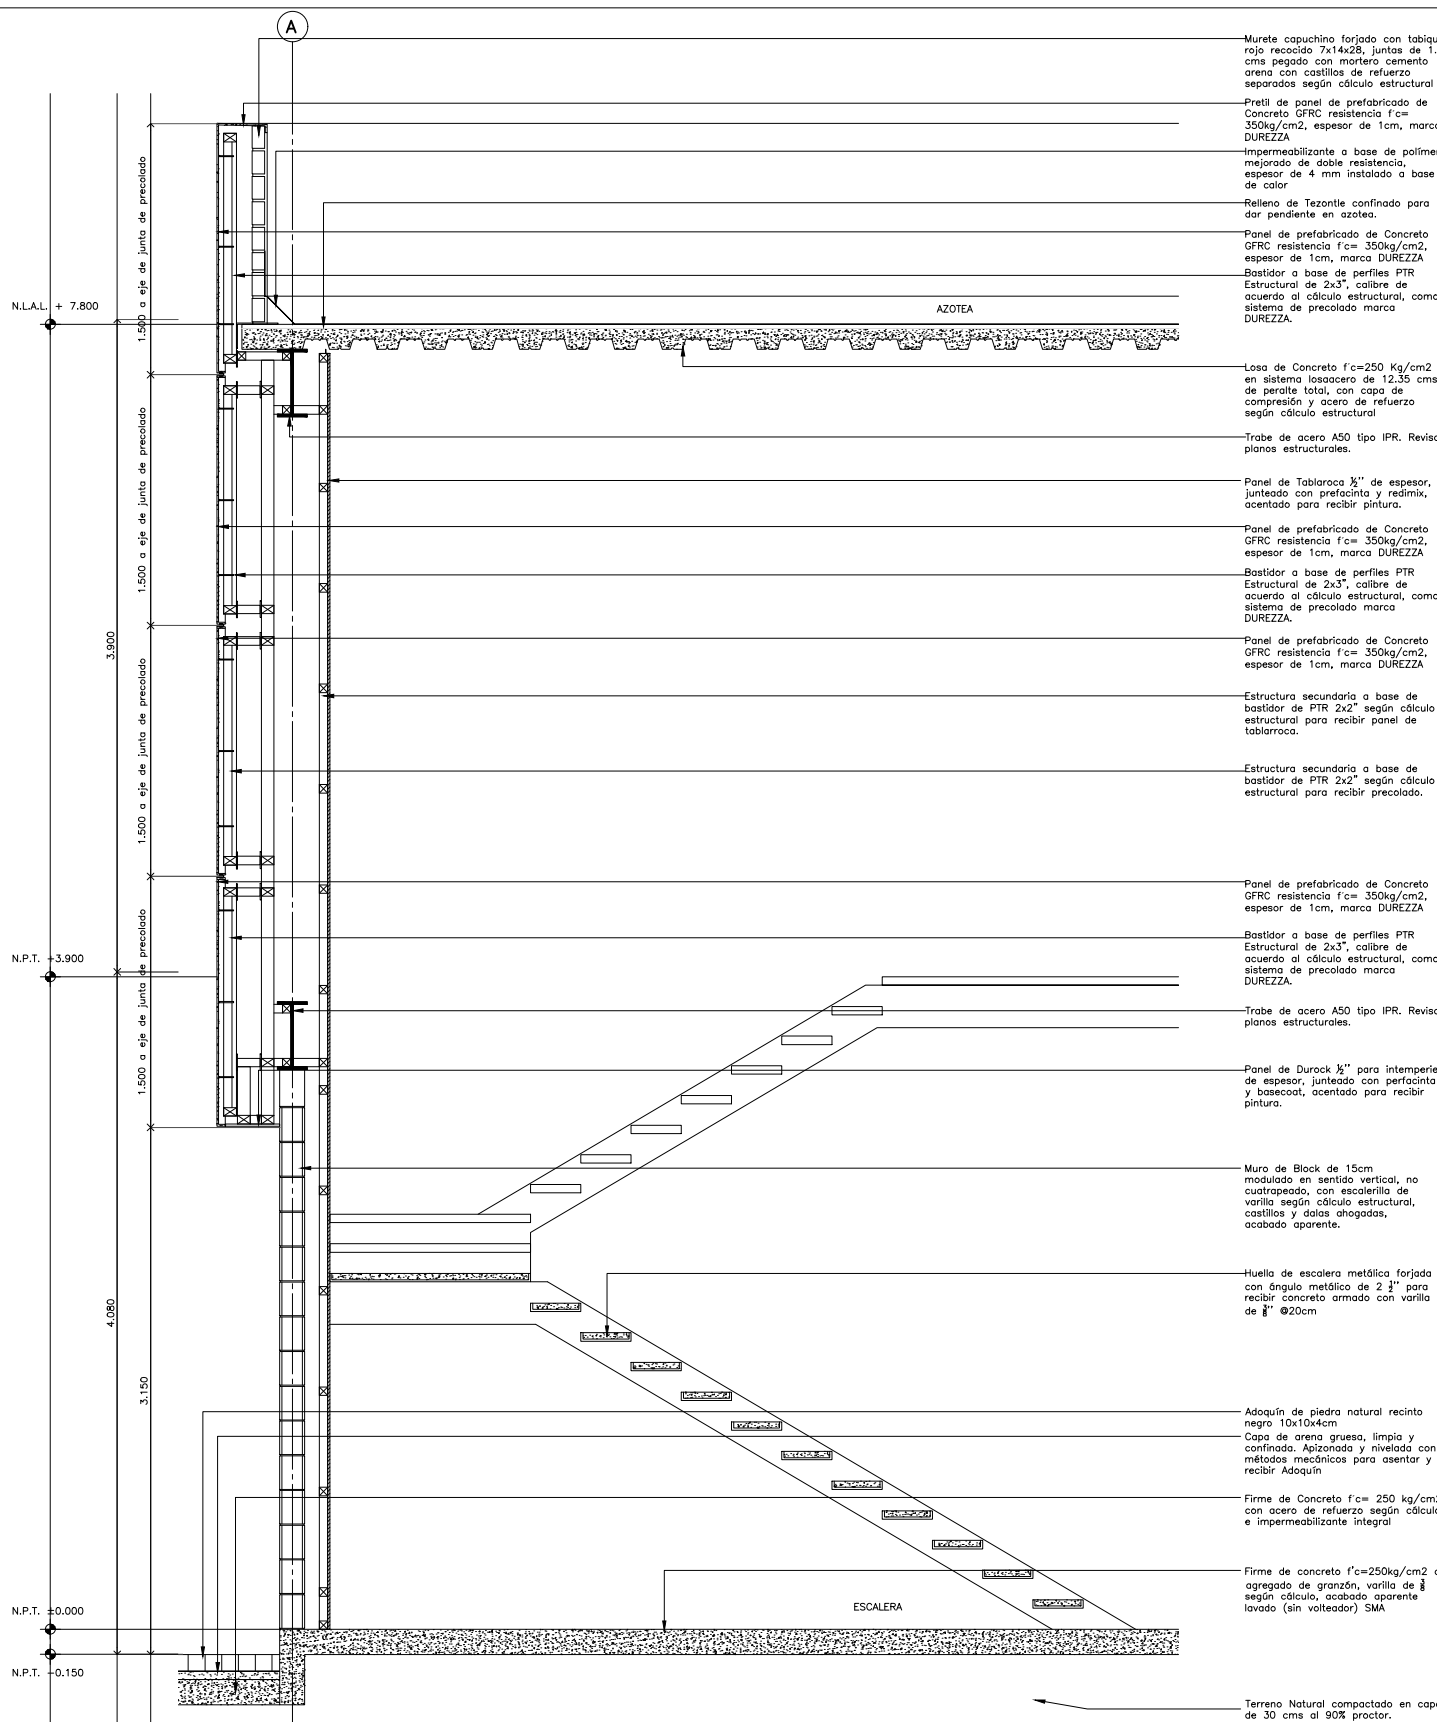 A
Murete capuchino forjado con
rojo recocido 7x14x28, juntas de
cms pegado con mortero cemento
arena con castillos de refuerzo
separados según cálculo estructural
Pretil de panel de prefabricado de
Concreto GFRC resistencia f'c=
350kg/cm2, espesor de 1cm,
DUREZZA
Impermeabilizante a base de
mejorado de doble resistencia,
espesor de 4 mm instalado a base
de calor
Relleno de Tezontle confinado para
dar pendiente en azotea.
Panel de prefabricado de Concreto
GFRC resistencia f'c= 350kg/cm2,
espesor de 1cm, marca DUREZZA
Bastidor a base de perfiles PTR
Estructural de 2x3", calibre de
acuerdo al cálculo estructural, como
sistema de precolado marca
DUREZZA.
N.L.A.L. + 7.800
AZOTEA
Losa de Concreto f'c=250 Kg/cm2
en sistema losaacero de 12.35 cms
de peralte total, con capa de
compresión y acero de refuerzo
según cálculo estructural
Trabe de acero A50 tipo IPR.
planos estructurales.
Panel de Tablaroca ½'' de espesor,
junteado con prefacinta y redimix,
acentado para recibir pintura.
Panel de prefabricado de Concreto
GFRC resistencia f'c= 350kg/cm2,
espesor de 1cm, marca DUREZZA
Bastidor a base de perfiles PTR
Estructural de 2x3", calibre de
acuerdo al cálculo estructural, como
sistema de precolado marca
DUREZZA.
Panel de prefabricado de Concreto
GFRC resistencia f'c= 350kg/cm2,
espesor de 1cm, marca DUREZZA
Estructura secundaria a base de
bastidor de PTR 2x2" según cálculo
estructural para recibir panel de
tablarroca.
Estructura secundaria a base de
bastidor de PTR 2x2" según cálculo
estructural para recibir precolado.
Panel de prefabricado de Concreto
GFRC resistencia f'c= 350kg/cm2,
espesor de 1cm, marca DUREZZA
Bastidor a base de perfiles PTR
Estructural de 2x3", calibre de
acuerdo al cálculo estructural, como
sistema de precolado marca
DUREZZA.
N.P.T. +3.900
Trabe de acero A50 tipo IPR.
planos estructurales.
Panel de Durock ½'' para intemperie
de espesor, junteado con perfacinta
y basecoat, acentado para recibir
pintura.
Muro de Block de 15cm
modulado en sentido vertical, no
cuatrapeado, con escalerilla de
varilla según cálculo estructural,
castillos y dalas ahogadas,
acabado aparente.
Huella de escalera metálica forjada
con ángulo metálico de 2 ½'' para
recibir concreto armado con varilla
de ⅜'' @20cm
Adoquín de piedra natural recinto
negro 10x10x4cm
Capa de arena gruesa, limpia y
confinada. Apizonada y nivelada con
métodos mecánicos para asentar y
recibir Adoquín
Firme de Concreto f'c= 250
con acero de refuerzo según
e impermeabilizante integral
Firme de concreto f'c=250kg/cm2
agregado de granzón, varilla de ⅜
según cálculo, acabado aparente
lavado (sin volteador) SMA
ESCALERA
N.P.T. ±0.000
N.P.T. -0.150
Terreno Natural compactado en
de 30 cms al 90% proctor.
1.500 a eje de junta de precolado
1.500 a eje de junta de precolado
1.500 a eje de junta de precolado
1.500 a eje de junta de precolado
3.900
4.080
3.150